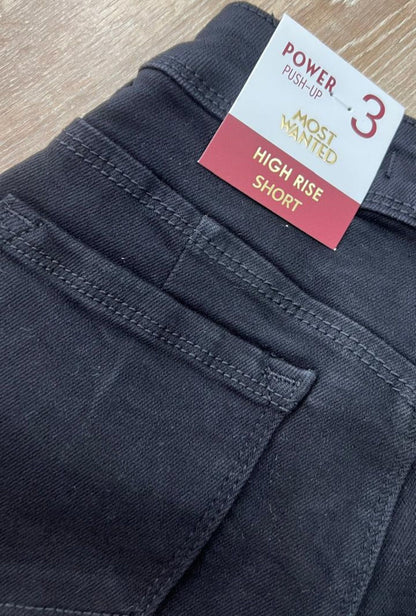 POWER
PUSH-UP
3
MOST
WANTED
HIGH RISE
SHORT